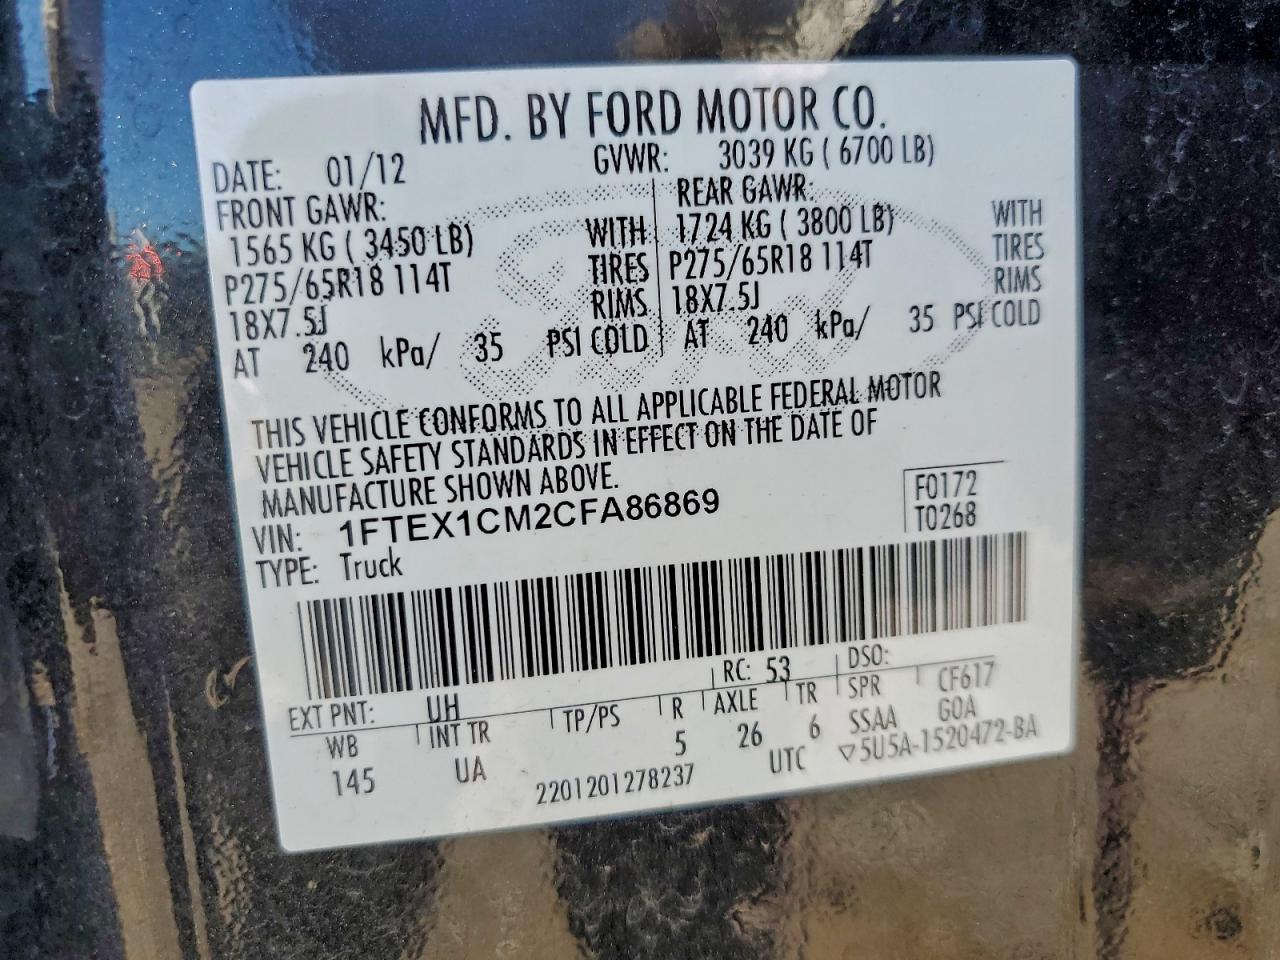 MFD. BY FORD MOTOR CO.
DATE: 01/12 GVWR: 3039 KG ( 6700 LB)
FRONT GAWR: REAR GAWR:
1565 KG ( 3450 LB) WITH 1724 KG ( 3800 LB) WITH
P275/65R18 114T TIRES P275/65R18 114T TIRES
18X7.5J RIMS 18X7.5J RIMS
AT 240 kPa/ 35 PSI COLD AT 240 kPa/ 35 PSI COLD
THIS VEHICLE CONFORMS TO ALL APPLICABLE FEDERAL MOTOR
VEHICLE SAFETY STANDARDS IN EFFECT ON THE DATE OF
MANUFACTURE SHOWN ABOVE.
VIN: 1FTEX1CM2CFA86869
F0172
T0268
TYPE: Truck
EXT PNT: UH RC: 53 DSO:
WB INT TR TP/PS R AXLE TR SPR CF617
145 UA 5 26 6 SSAA GOA
2201201278237 UTC ▽5U5A-1520472-BA
Ford